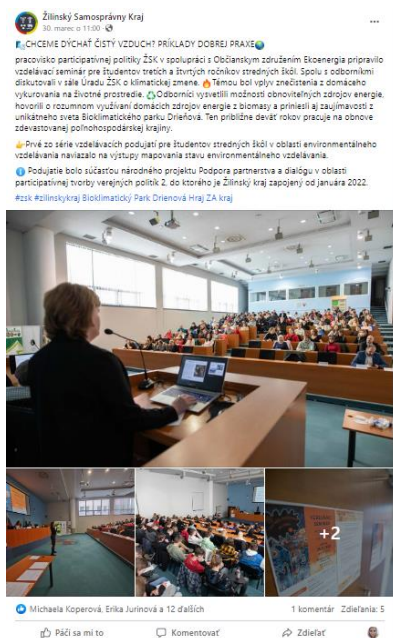 Žilinský Samosprávny Kraj
30. marec o 11:00 ·
CHCEME DÝCHAŤ ČISTÝ VZDUCH? PRÍKLADY DOBREJ PRAXE
pracovisko participatívnej politiky ŽSK v spolupráci s Občianskym združením Ekoenergia pripravilo
vzdelávací seminár pre študentov tretích a štvrtých ročníkov stredných škôl. Spolu s odborníkmi
diskutovali v sále Úradu ŽSK o klimatickej zmene. Témou bol vplyv znečistenia z domáceho
vykurovania na životné prostredie. Odborníci vysvetlili možnosti obnoviteľných zdrojov energie,
hovorili o rozumnom využívaní domácich zdrojov energie z biomasy a priniesli aj zaujímavosti z
unikátneho sveta Bioklimatického parku Drieňová. Ten približne deväť rokov pracuje na obnove
zdevastovanej poľnohospodárskej krajiny.
Prvé zo série vzdelávacích podujatí pre študentov stredných škôl v oblasti environmentálneho
vzdelávania naviazalo na výstupy mapovania stavu environmentálneho vzdelávania.
Podujatie bolo súčasťou národného projektu Podpora partnerstva a dialógu v oblasti
participatívnej tvorby verejných politík 2, do ktorého je Žilinský kraj zapojený od januára 2022.
#zsk #zilinskykraj Bioklimatický Park Drienová Hraj ZA kraj
+2
Michaela Koperová, Erika Jurinová a 12 ďalších
1 komentár Zdieľania: 5
Páči sa mi to
Komentovať
Zdieľať